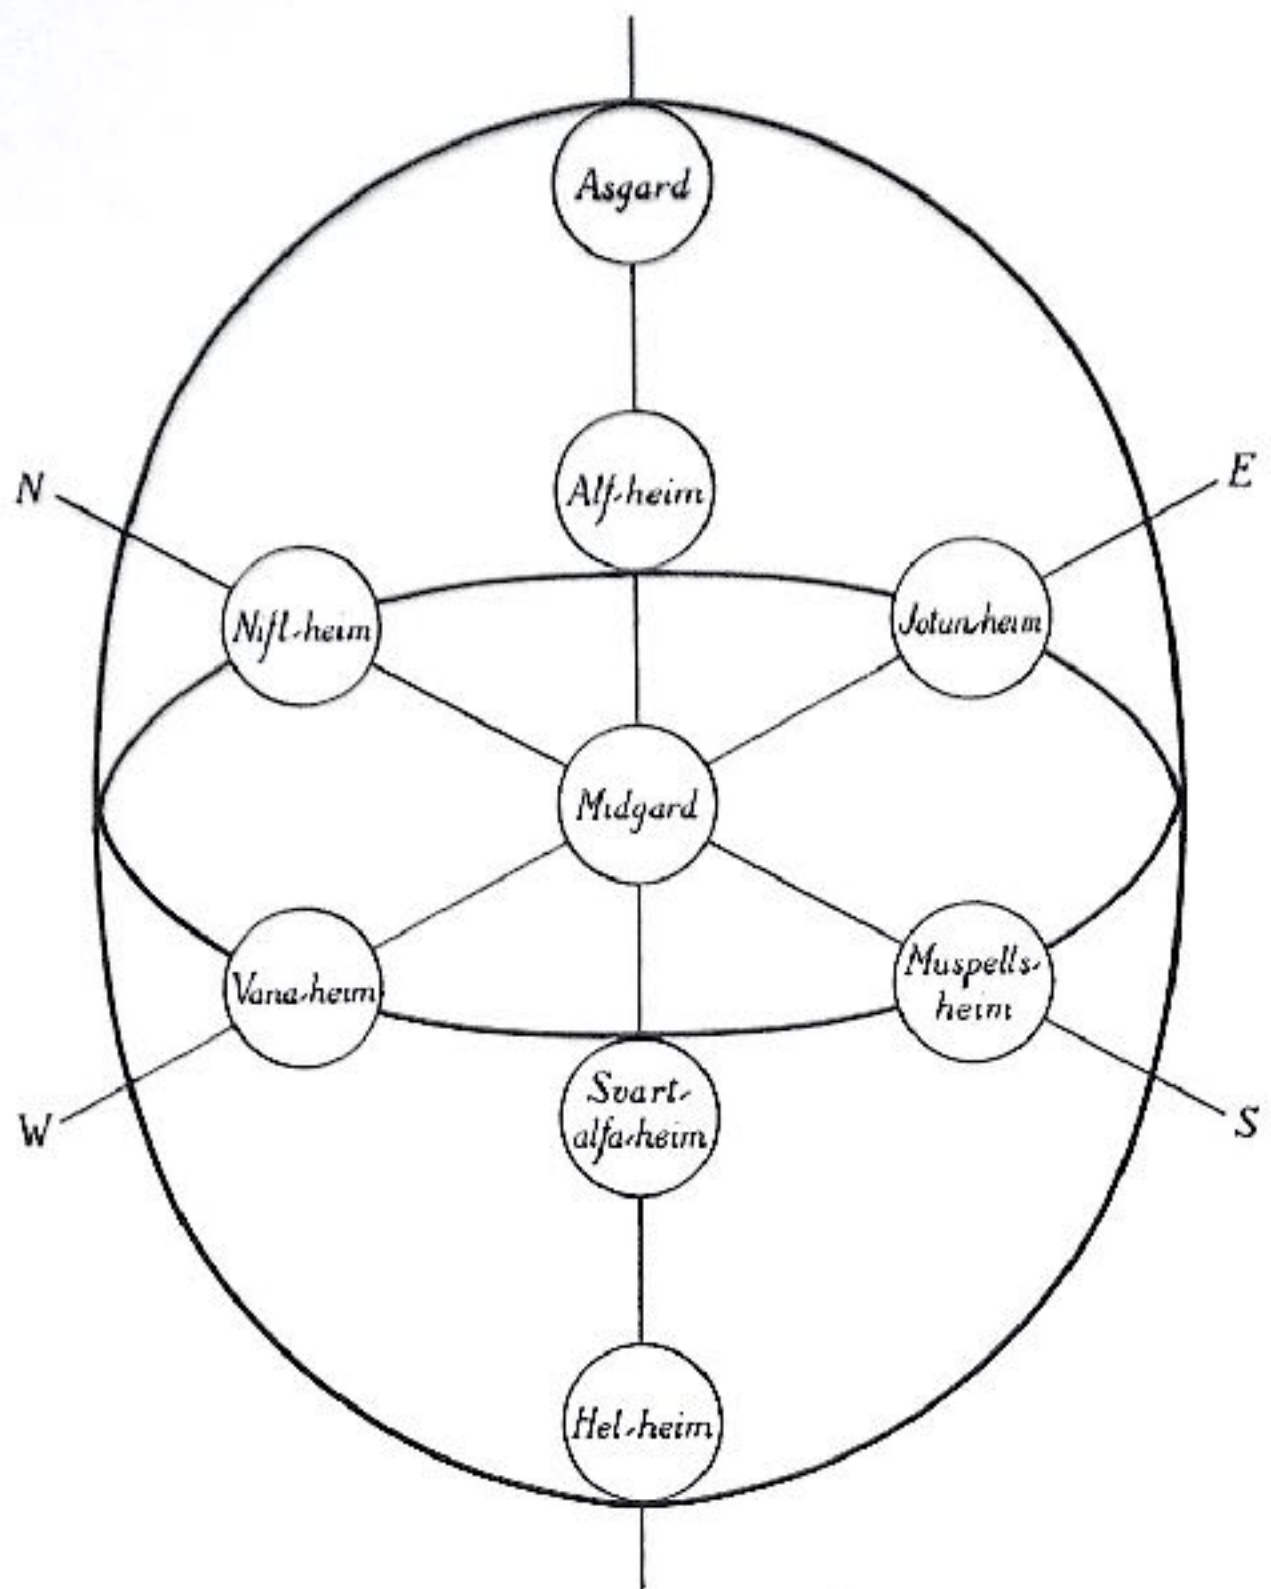 Asgard
N
E
Alf-heim
Nifl-heim
Jotun-heim
Midgard
Vana-heim
Muspells-
heim
W
Svart-
alfa-heim
S
Hel-heim